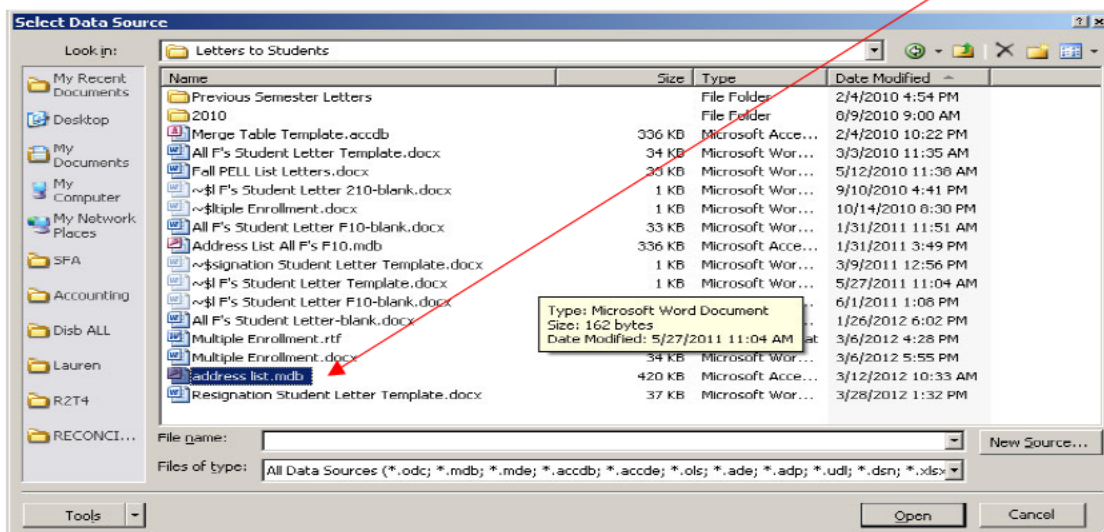 Select Data Source
Look in:
Letters to Students
My Recent Documents
Desktop
My Documents
My Computer
My Network Places
SFA
Accounting
Disb ALL
Lauren
R2T4
RECONCI...
Name Size Type Date Modified
Previous Semester Letters File Folder 2/4/2010 4:54 PM
2010 File Folder 8/9/2010 9:00 AM
Merge Table Template.accdb 336 KB Microsoft Acce... 2/4/2010 10:22 PM
All F's Student Letter Template.docx 34 KB Microsoft Wor... 3/3/2010 11:35 AM
Fall PELL List Letters.docx 33 KB Microsoft Wor... 5/12/2010 11:38 AM
~$l F's Student Letter 210-blank.docx 1 KB Microsoft Wor... 9/10/2010 4:41 PM
~$ltiple Enrollment.docx 1 KB Microsoft Wor... 10/14/2010 8:30 PM
All F's Student Letter F10-blank.docx 33 KB Microsoft Wor... 1/31/2011 11:51 AM
Address List All F's F10.mdb 336 KB Microsoft Acce... 1/31/2011 3:49 PM
~$signation Student Letter Template.docx 1 KB Microsoft Wor... 3/9/2011 12:56 PM
~$l F's Student Letter Template.docx 1 KB Microsoft Wor... 5/27/2011 11:04 AM
~$l F's Student Letter F10-blank.docx 6/1/2011 1:08 PM
All F's Student Letter-blank.docx 1/26/2012 6:02 PM
Multiple Enrollment.rtf at 3/6/2012 4:28 PM
Multiple Enrollment.docx 34 KB Microsoft Wor... 3/6/2012 5:55 PM
address list.mdb 420 KB Microsoft Acce... 3/12/2012 10:33 AM
Resignation Student Letter Template.docx 37 KB Microsoft Wor... 3/28/2012 1:32 PM
Type: Microsoft Word Document
Size: 162 bytes
Date Modified: 5/27/2011 11:04 AM
File name:
New Source...
Files of type: All Data Sources (*.odc; *.mdb; *.mde; *.accdb; *.accde; *.ols; *.ade; *.adp; *.udl; *.dsn; *.xlsx
Tools
Open
Cancel